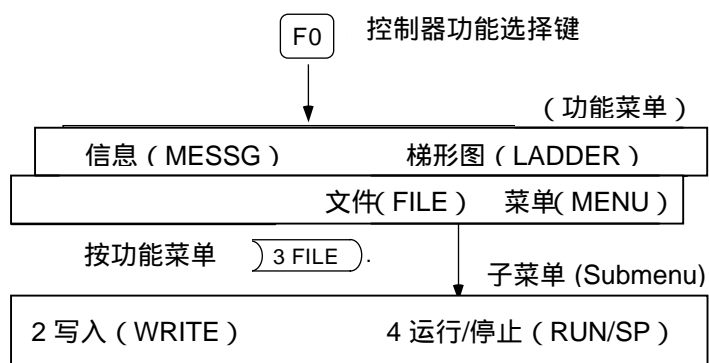 F0 控制器功能选择键
(功能菜单)
信息(MESSG) 梯形图(LADDER)
文件(FILE) 菜单(MENU)
按功能菜单 3 FILE .
子菜单 (Submenu)
2 写入(WRITE) 4 运行/停止(RUN/SP)